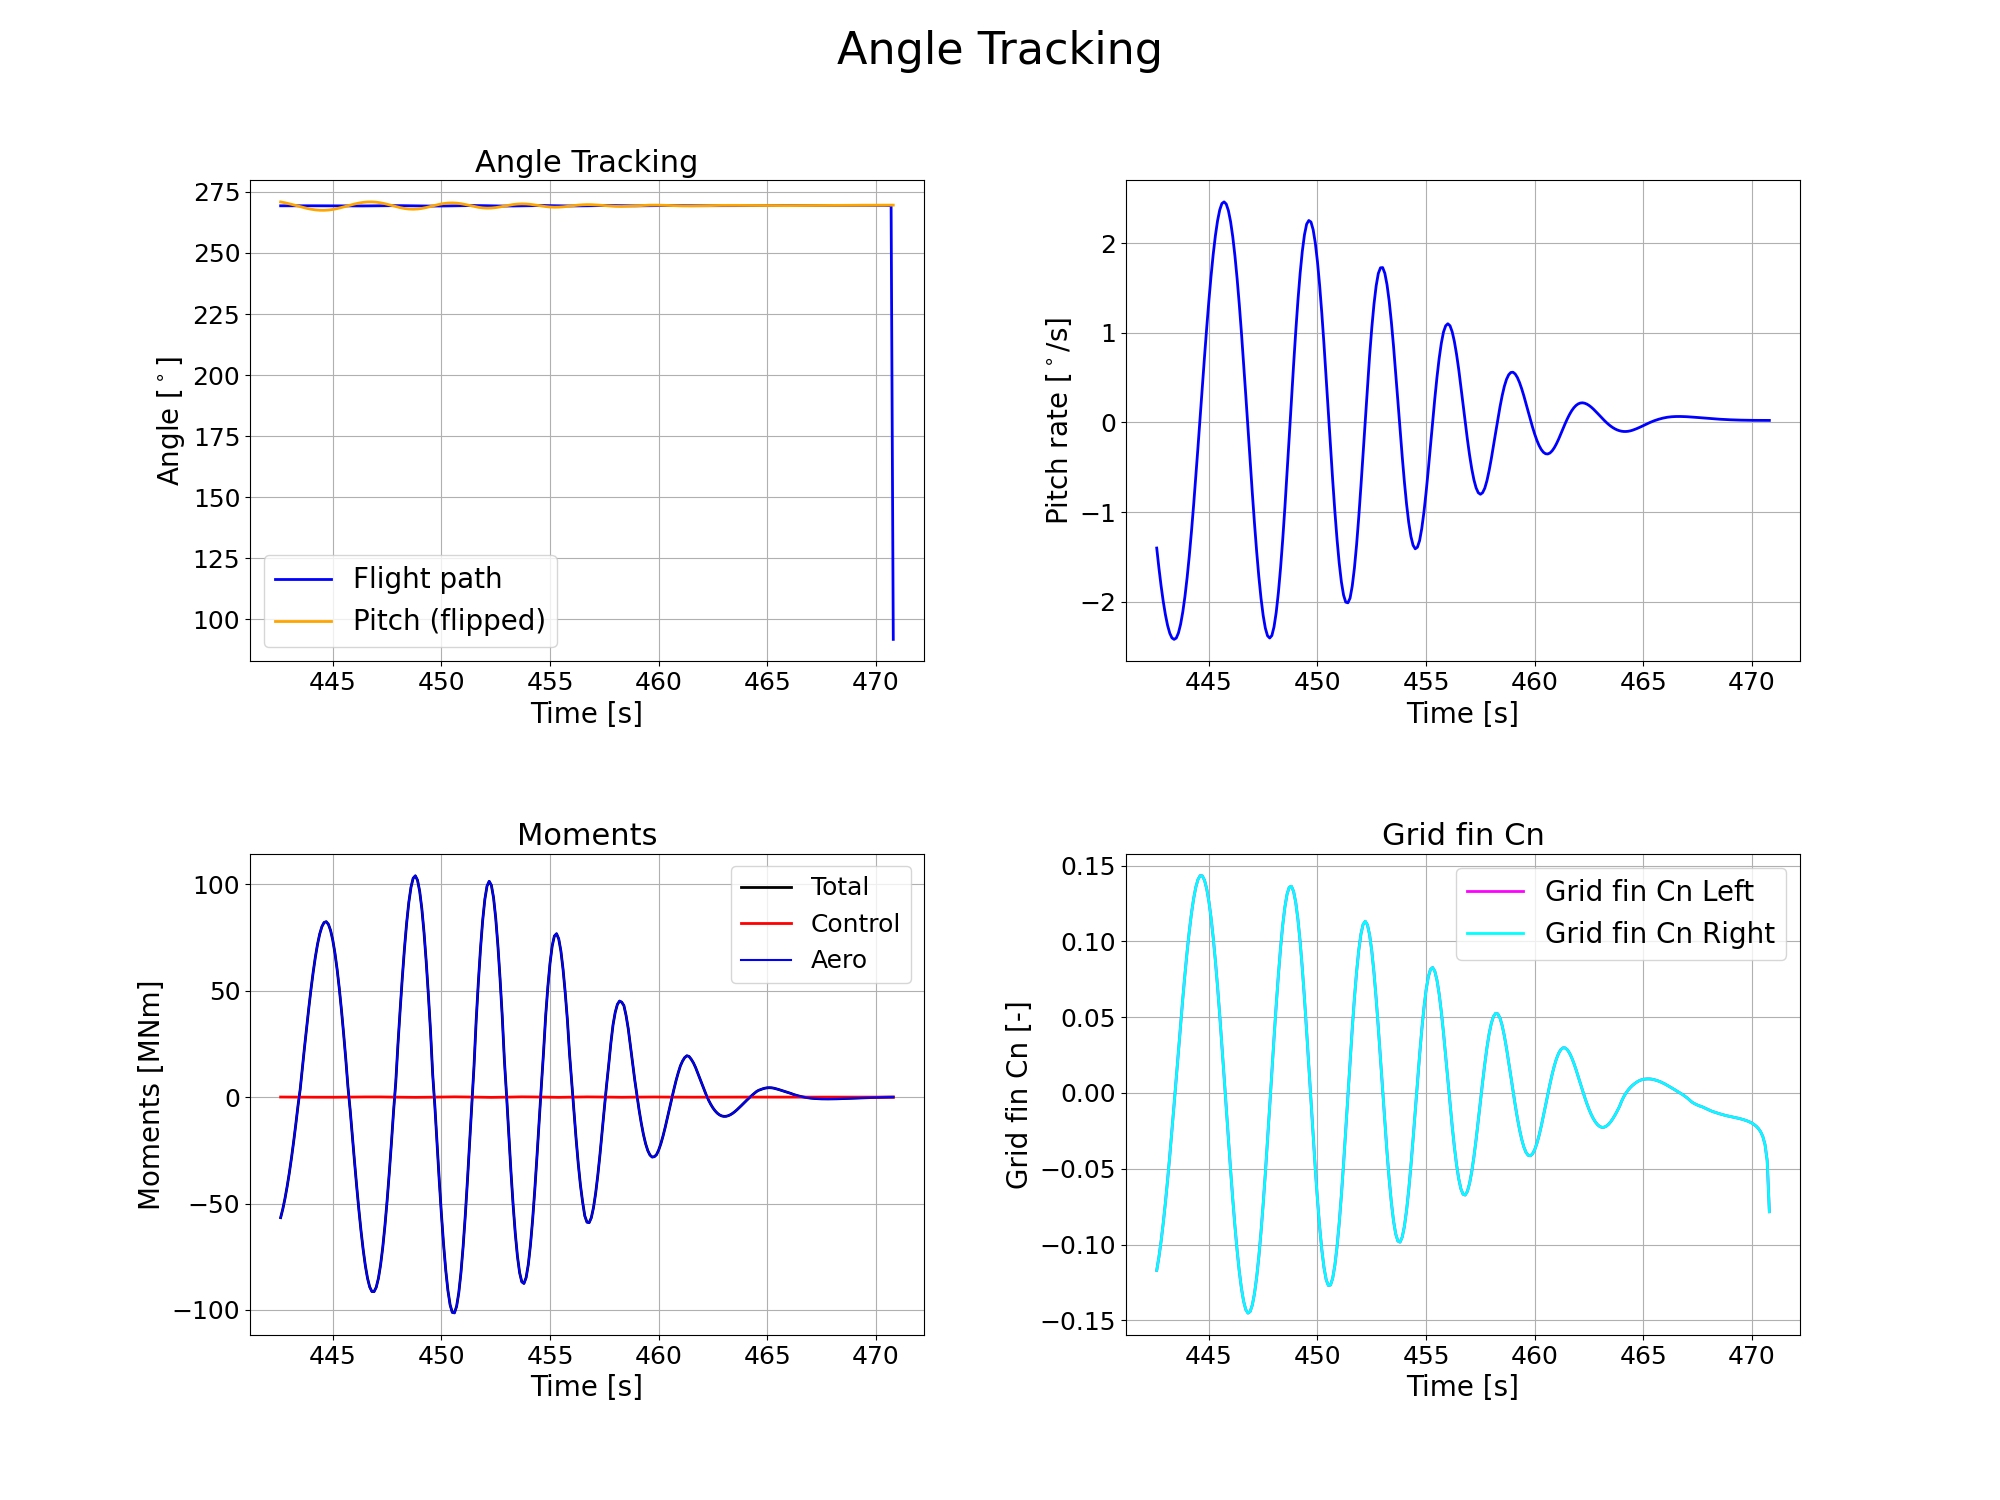 Angle Tracking
Angle Tracking
275
250
225
200
175
150
125
100
Angle [°]
Flight path
Pitch (flipped)
445 450 455 460 465 470
Time [s]
2
1
0
−1
−2
Pitch rate [°/s]
445 450 455 460 465 470
Time [s]
Moments
100
50
0
−50
−100
Moments [MNm]
Total
Control
Aero
445 450 455 460 465 470
Time [s]
Grid fin Cn
0.15
0.10
0.05
0.00
−0.05
−0.10
−0.15
Grid fin Cn [-]
Grid fin Cn Left
Grid fin Cn Right
445 450 455 460 465 470
Time [s]